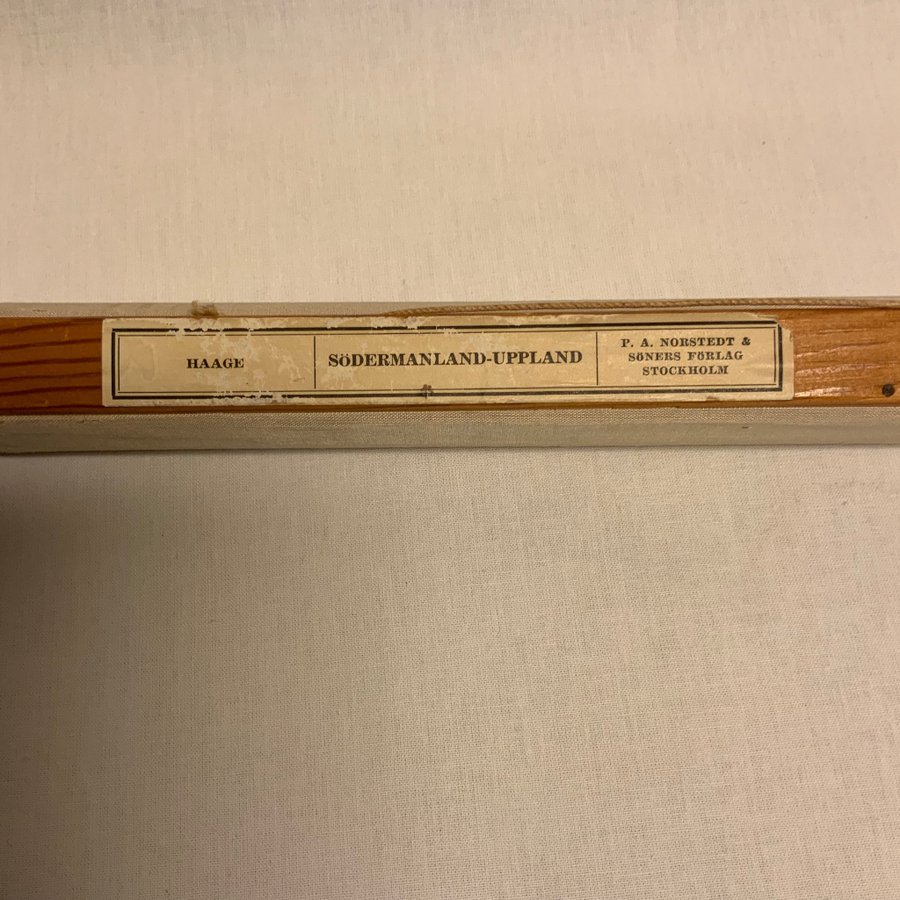 HAAGE
SÖDERMANLAND-UPPLAND
P. A. NORSTEDT &
SÖNERS FÖRLAG
STOCKHOLM